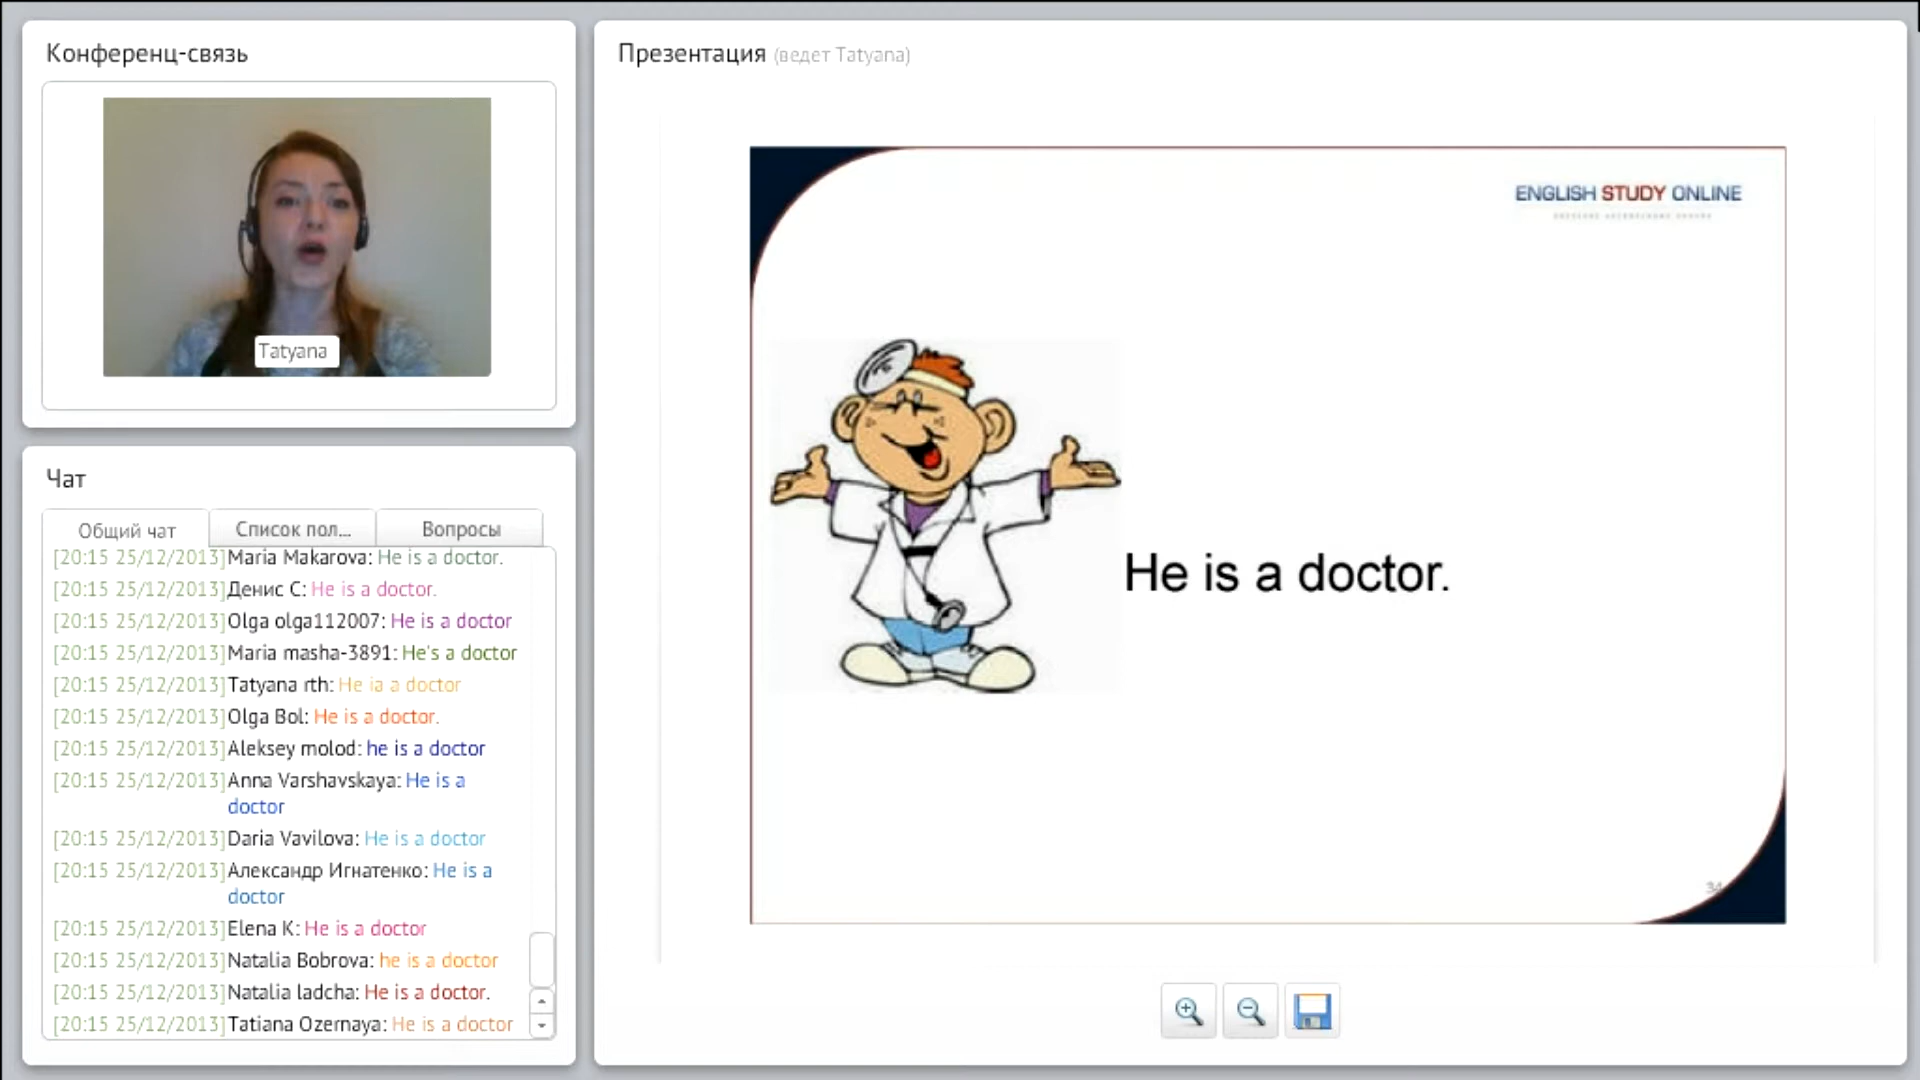 Конференц-связь
Tatyana
Чат
Общий чат
Список пол...
Вопросы
[20:15 25/12/2013]Maria Makarova: He is a doctor.
[20:15 25/12/2013]Денис С: He is a doctor.
[20:15 25/12/2013]Olga olga112007: He is a doctor
[20:15 25/12/2013]Maria masha-3891: He's a doctor
[20:15 25/12/2013]Tatyana rth: He ia a doctor
[20:15 25/12/2013]Olga Bol: He is a doctor.
[20:15 25/12/2013]Aleksey molod: he is a doctor
[20:15 25/12/2013]Anna Varshavskaya: He is a
doctor
[20:15 25/12/2013]Daria Vavilova: He is a doctor
[20:15 25/12/2013]Александр Игнатенко: He is a
doctor
[20:15 25/12/2013]Elena K: He is a doctor
[20:15 25/12/2013]Natalia Bobrova: he is a doctor
[20:15 25/12/2013]Natalia ladcha: He is a doctor.
[20:15 25/12/2013]Tatiana Ozernaya: He is a doctor
Презентация (ведет Tatyana)
ENGLISH STUDY ONLINE
He is a doctor.
34